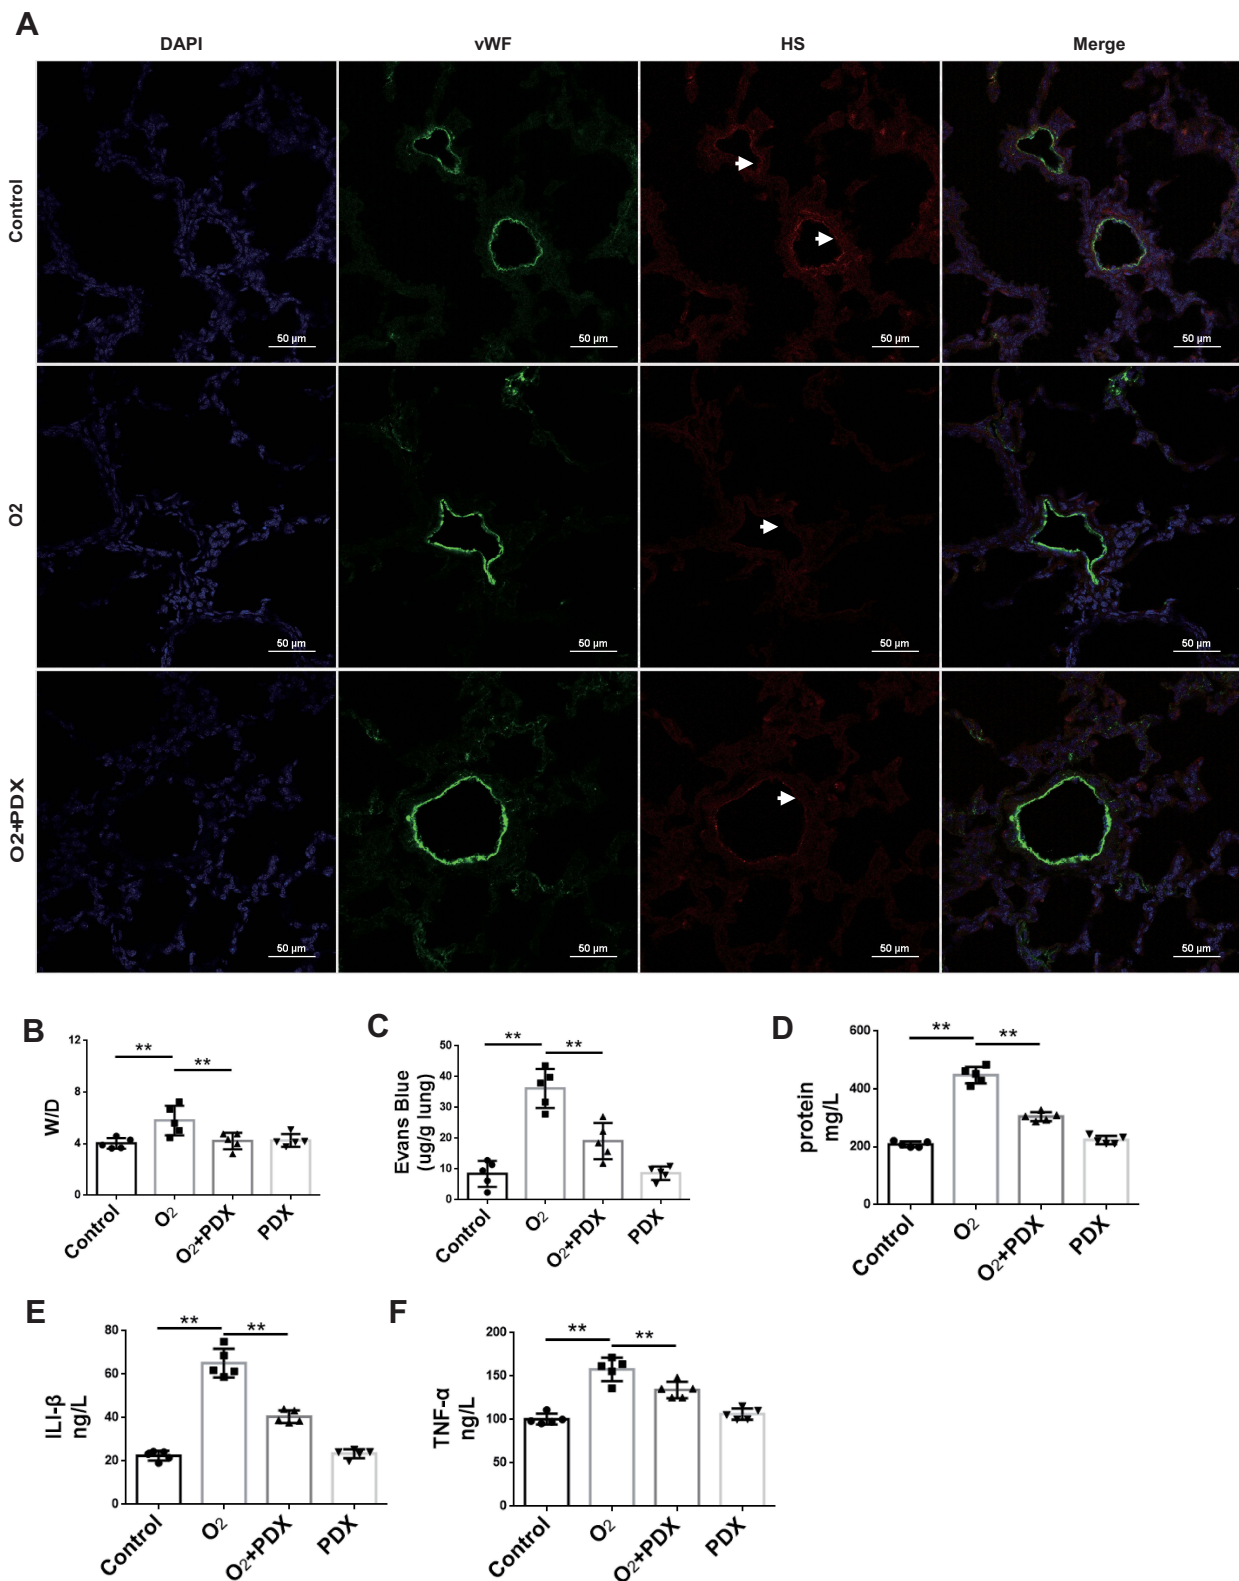 A
DAPI vWF HS Merge
Control
50 µm 50 µm 50 µm 50 µm
O2
50 µm 50 µm 50 µm 50 µm
O2+PDX
50 µm 50 µm 50 µm 50 µm
B
W/D
12
8
4
0
** **
Control O2 O2+PDX PDX
C
Evans Blue
(ug/g lung)
50
40
30
20
10
0
** **
Control O2 O2+PDX PDX
D
protein
mg/L
600
400
200
0
** **
Control O2 O2+PDX PDX
E
ILI-β
ng/L
80
60
40
20
0
** **
Control O2 O2+PDX PDX
F
TNF-α
ng/L
200
150
100
50
0
** **
Control O2 O2+PDX PDX